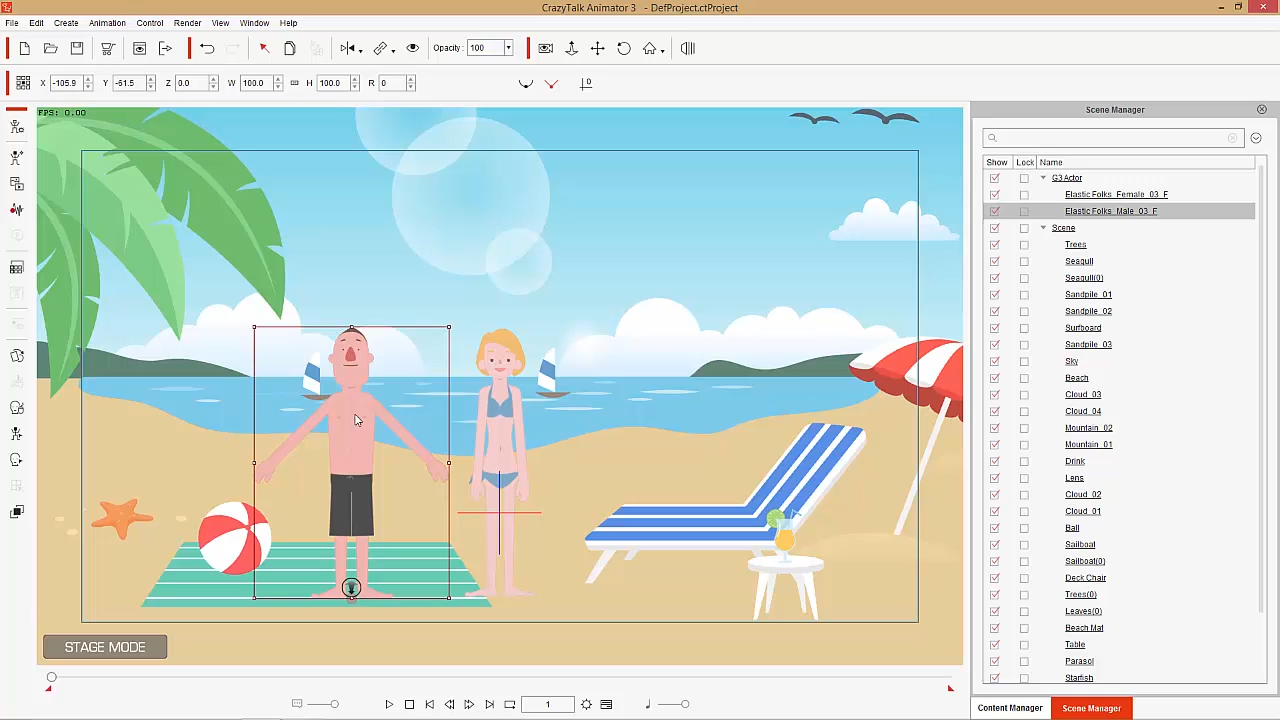 CrazyTalk Animator 3 - DefProject.ctProject
File Edit Create Animation Control Render View Window Help
Opacity : 100
X -105.9 Y -61.5 Z 0.0 W 100.0 H 100.0 R 0
FPS: 0.00
Scene Manager
Show Lock Name
G3 Actor
Elastic Folks_Female_03_F
Elastic Folks_Male_03_F
Scene
Trees
Seagull
Seagull(0)
Sandpile_01
Sandpile_02
Surfboard
Sandpile_03
Sky
Beach
Cloud_03
Cloud_04
Mountain_02
Mountain_01
Drink
Lens
Cloud_02
Cloud_01
Ball
Sailboat
Sailboat(0)
Deck Chair
Trees(0)
Leaves(0)
Beach Mat
Table
Parasol
Starfish
STAGE MODE
1
Content Manager Scene Manager